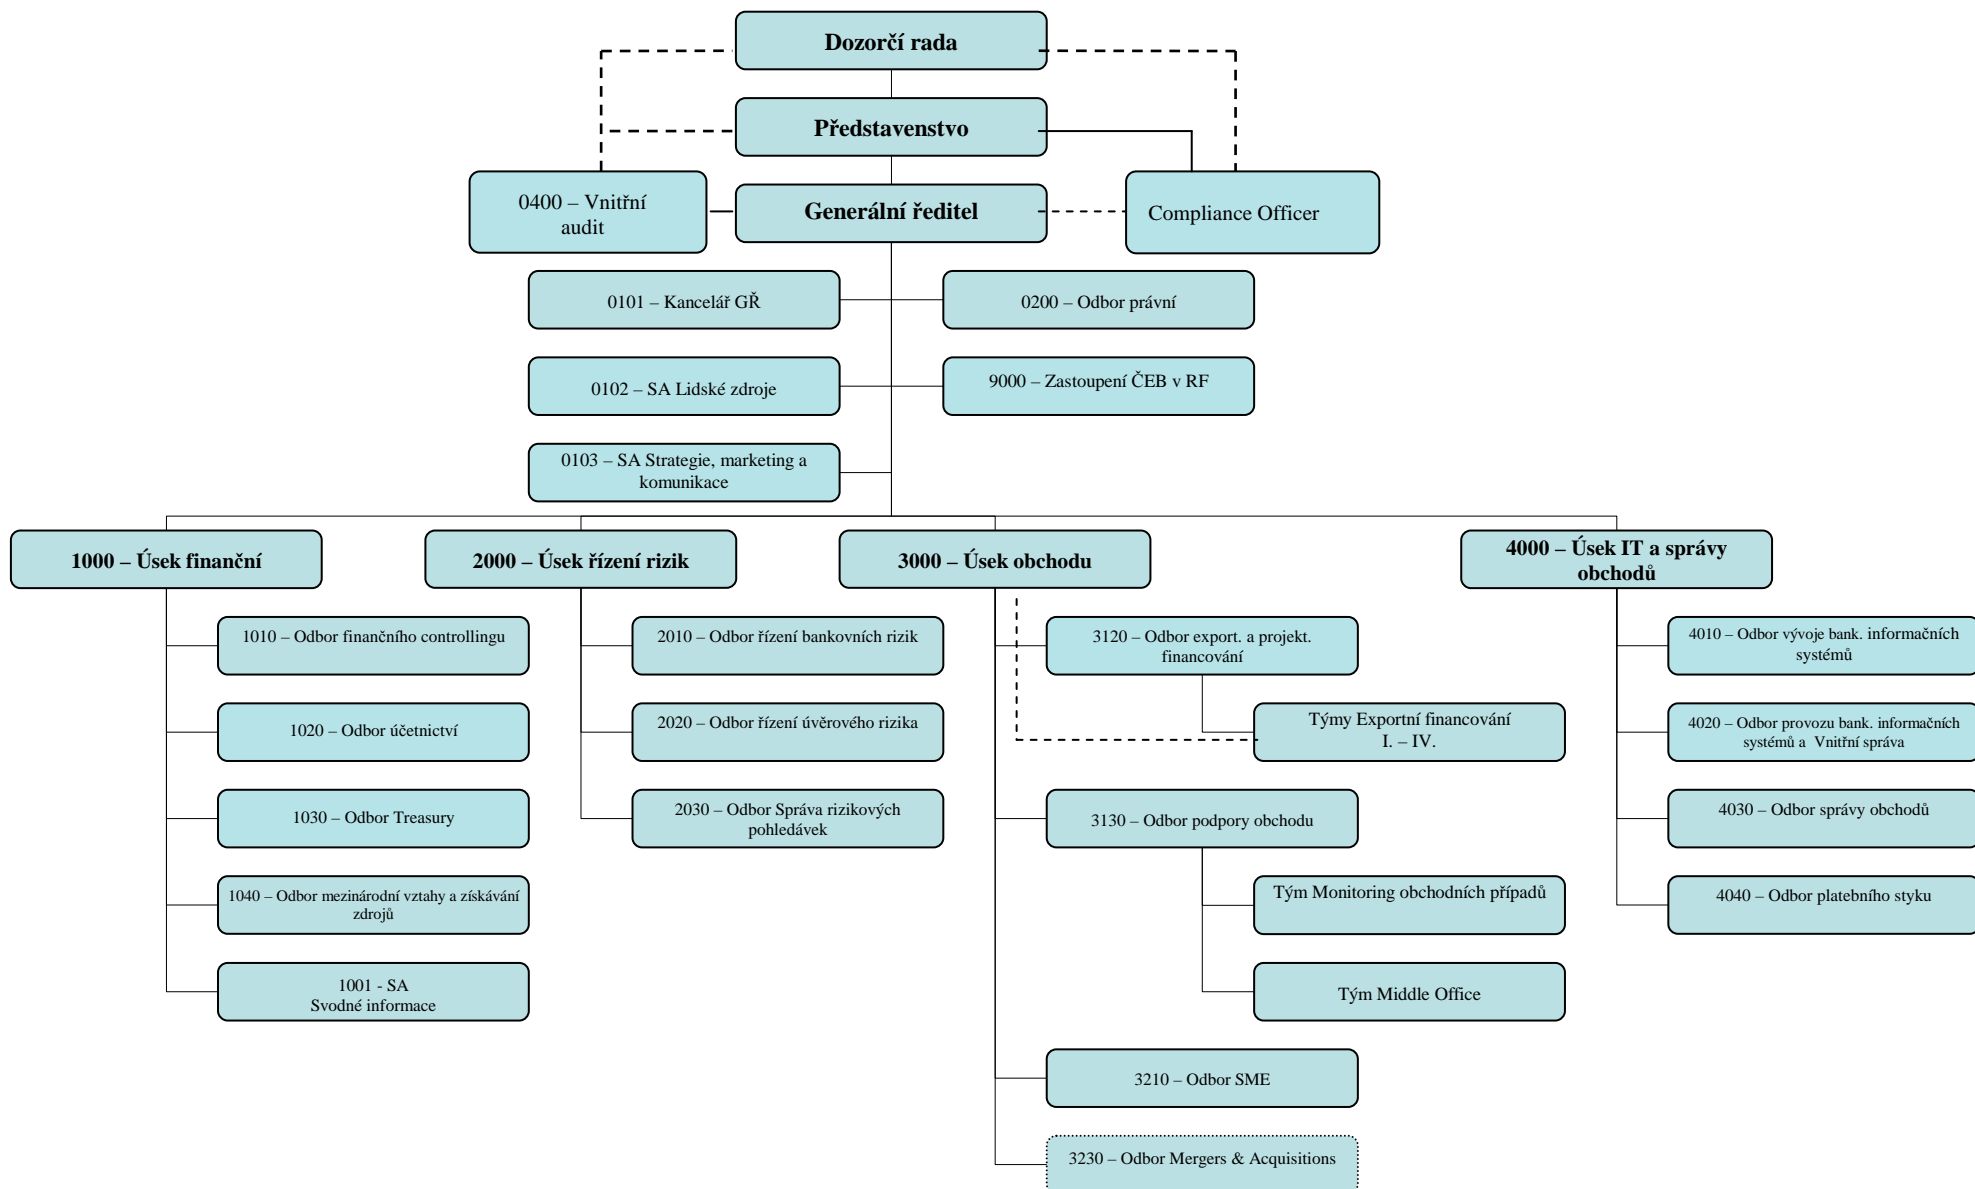 Dozorčí rada
Představenstvo
0400 – Vnitřní
audit
Generální ředitel
Compliance Officer
0101 – Kancelář GŘ
0200 – Odbor právní
0102 – SA Lidské zdroje
9000 – Zastoupení ČEB v RF
0103 – SA Strategie, marketing a
komunikace
1000 – Úsek finanční
2000 – Úsek řízení rizik
3000 – Úsek obchodu
4000 – Úsek IT a správy
obchodů
1010 – Odbor finančního controllingu
1020 – Odbor účetnictví
1030 – Odbor Treasury
1040 – Odbor mezinárodní vztahy a získávání
zdrojů
1001 - SA
Svodné informace
2010 – Odbor řízení bankovních rizik
2020 – Odbor řízení úvěrového rizika
2030 – Odbor Správa rizikových
pohledávek
3120 – Odbor export. a projekt.
financování
Týmy Exportní financování
I. – IV.
3130 – Odbor podpory obchodu
Tým Monitoring obchodních případů
Tým Middle Office
3210 – Odbor SME
3230 – Odbor Mergers & Acquisitions
4010 – Odbor vývoje bank. informačních
systémů
4020 – Odbor provozu bank. informačních
systémů a Vnitřní správa
4030 – Odbor správy obchodů
4040 – Odbor platebního styku